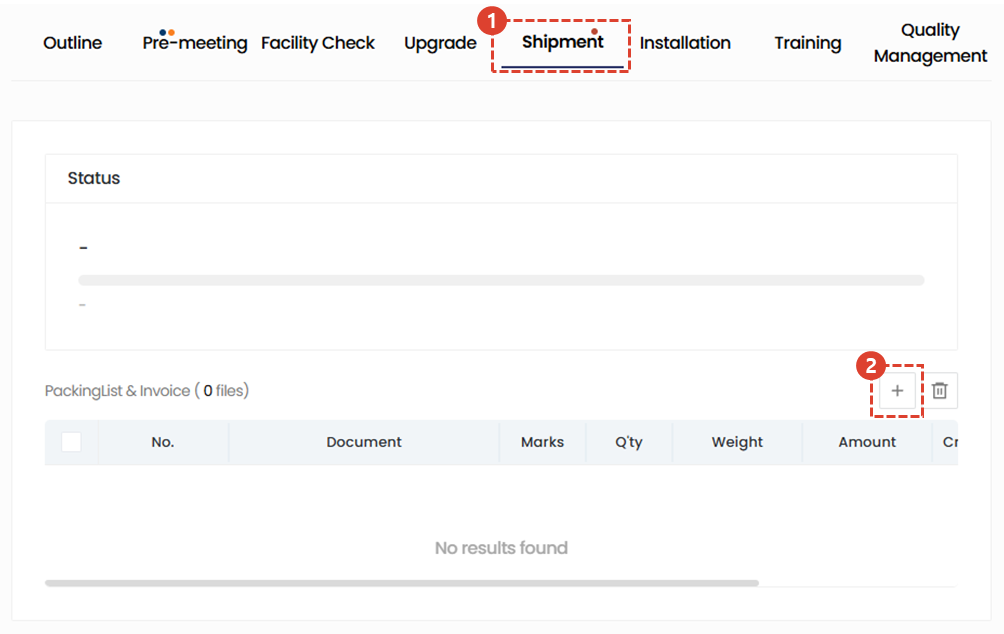 1
Outline Pre-meeting Facility Check Upgrade Shipment Installation Training Quality Management
Status
-
-
PackingList & Invoice ( 0 files)
2
+
No. Document Marks Q'ty Weight Amount Cr
No results found